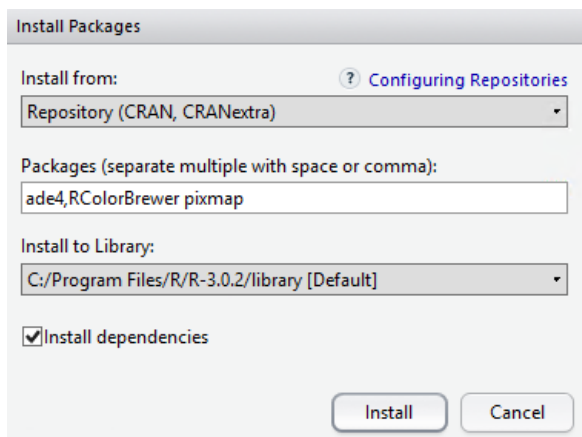 Install Packages
Install from:
? Configuring Repositories
Repository (CRAN, CRANextra)
Packages (separate multiple with space or comma):
ade4,RColorBrewer pixmap
Install to Library:
C:/Program Files/R/R-3.0.2/library [Default]
Install dependencies
Install
Cancel